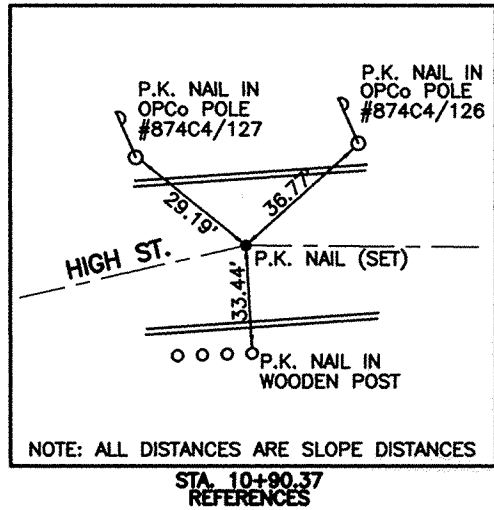 P.K. NAIL IN
OPCo POLE
#874C4/127
P.K. NAIL IN
OPCo POLE
#874C4/126
29.19'
36.77'
HIGH ST.
P.K. NAIL (SET)
33.44'
P.K. NAIL IN
WOODEN POST
NOTE: ALL DISTANCES ARE SLOPE DISTANCES
STA. 10+90.37
REFERENCES